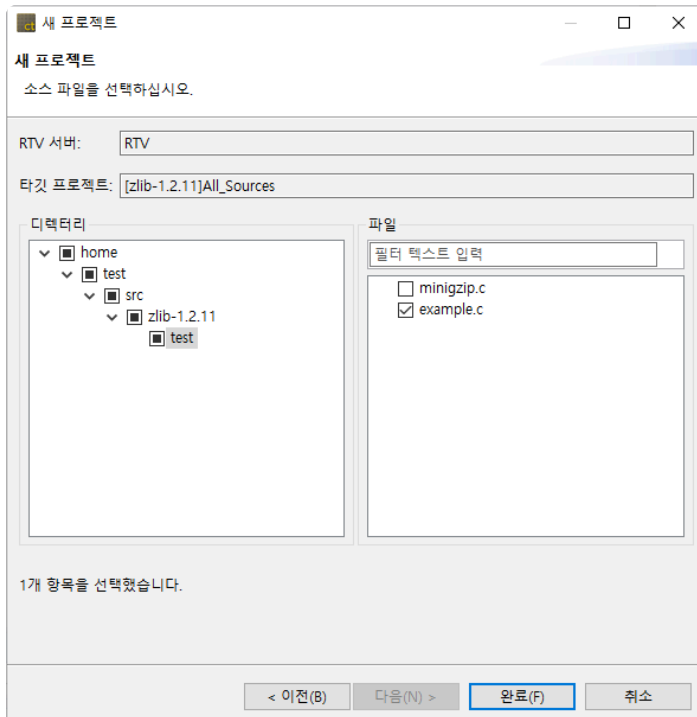 ct 새 프로젝트
새 프로젝트
소스 파일을 선택하십시오.
RTV 서버: RTV
타깃 프로젝트: [zlib-1.2.11]All_Sources
디렉터리
home
test
src
zlib-1.2.11
test
파일
필터 텍스트 입력
minigzip.c
example.c
1개 항목을 선택했습니다.
< 이전(B) 다음(N) > 완료(F) 취소